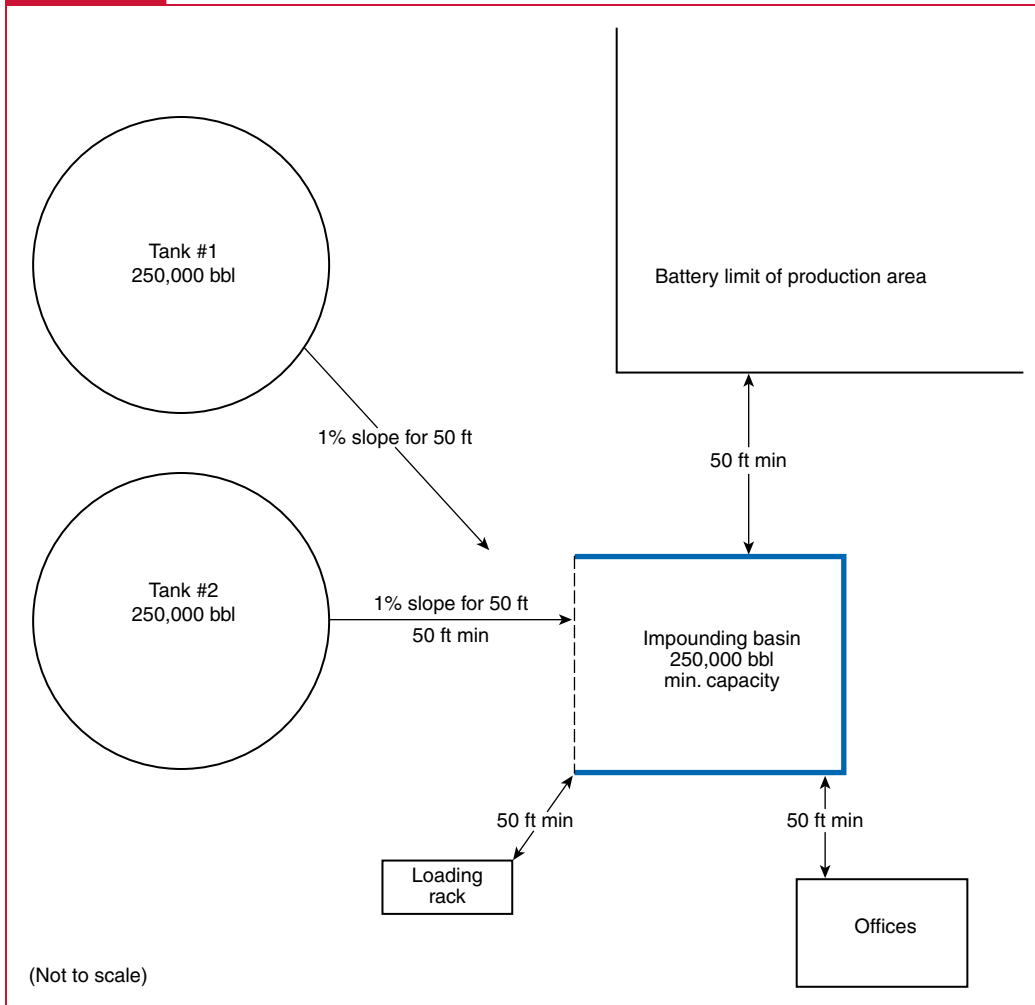 Tank #1
250,000 bbl
Battery limit of production area
1% slope for 50 ft
50 ft min
Tank #2
250,000 bbl
1% slope for 50 ft
50 ft min
Impounding basin
250,000 bbl
min. capacity
50 ft min
50 ft min
Loading
rack
Offices
(Not to scale)